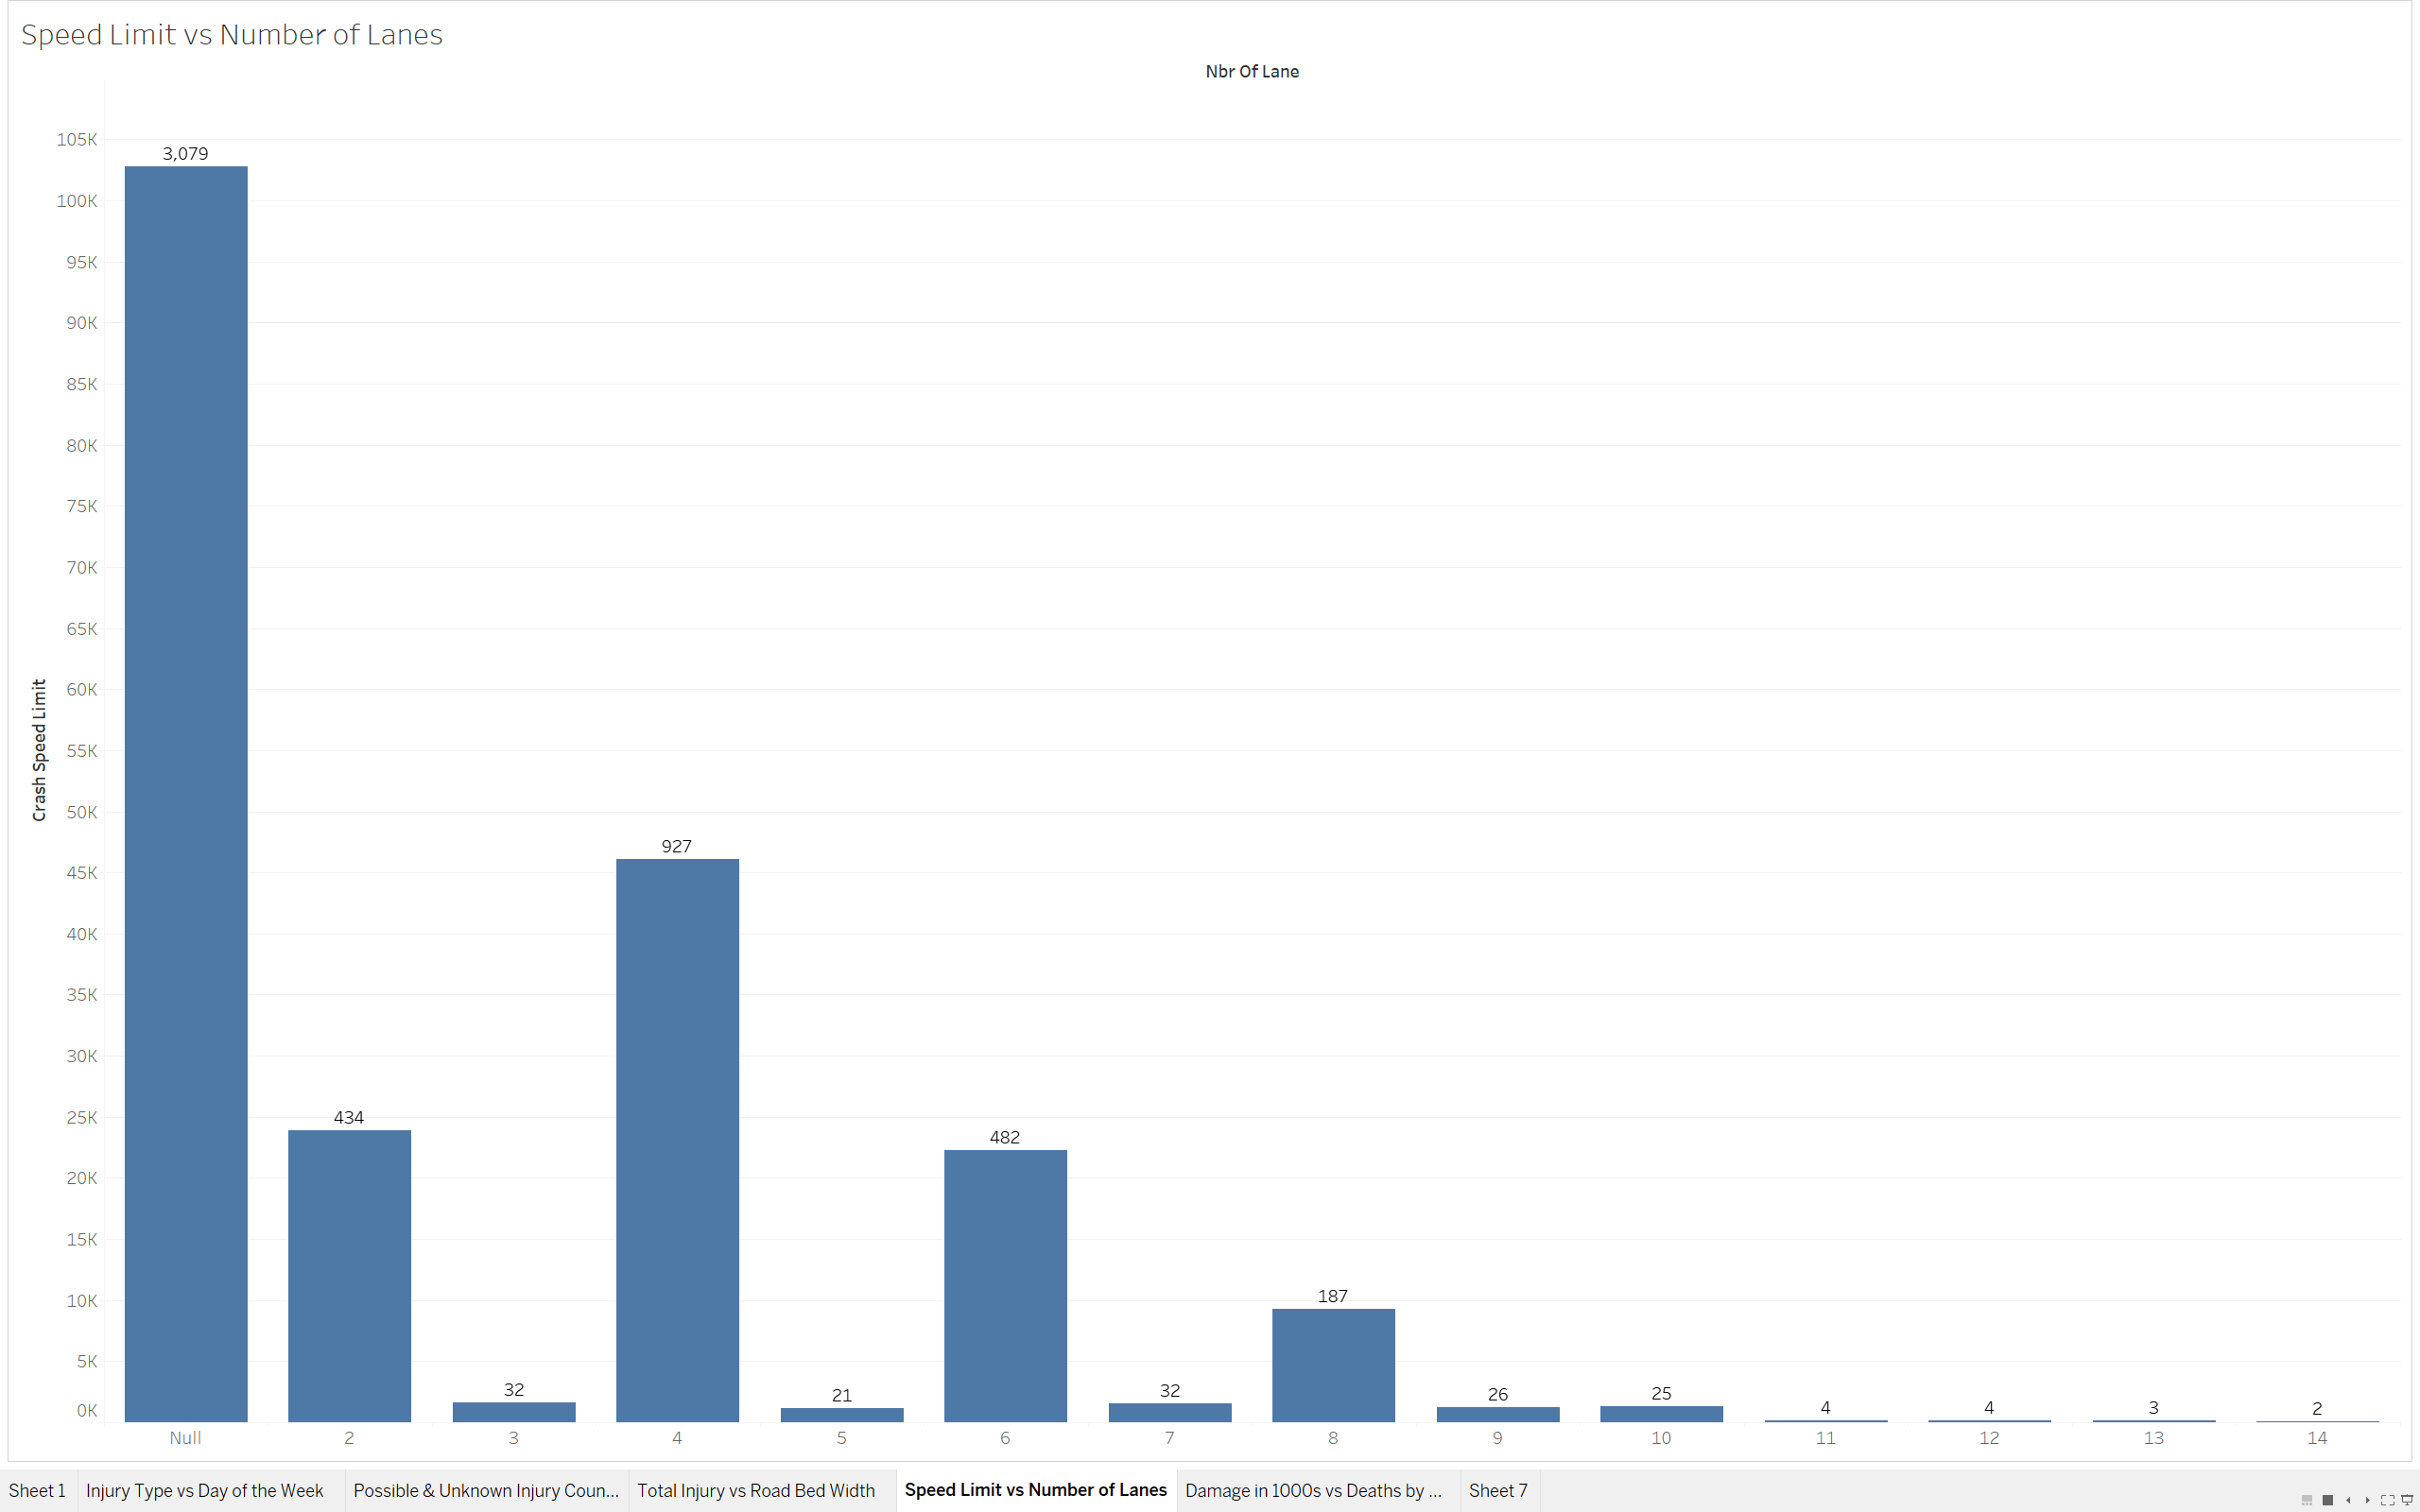 Speed Limit vs Number of Lanes
Nbr Of Lane
Crash Speed Limit
105K
100K
95K
90K
85K
80K
75K
70K
65K
60K
55K
50K
45K
40K
35K
30K
25K
20K
15K
10K
5K
0K
3,079
434
32
927
21
482
32
187
26
25
4
4
3
2
Null 2 3 4 5 6 7 8 9 10 11 12 13 14
Sheet 1 Injury Type vs Day of the Week Possible & Unknown Injury Coun... Total Injury vs Road Bed Width Speed Limit vs Number of Lanes Damage in 1000s vs Deaths by ... Sheet 7